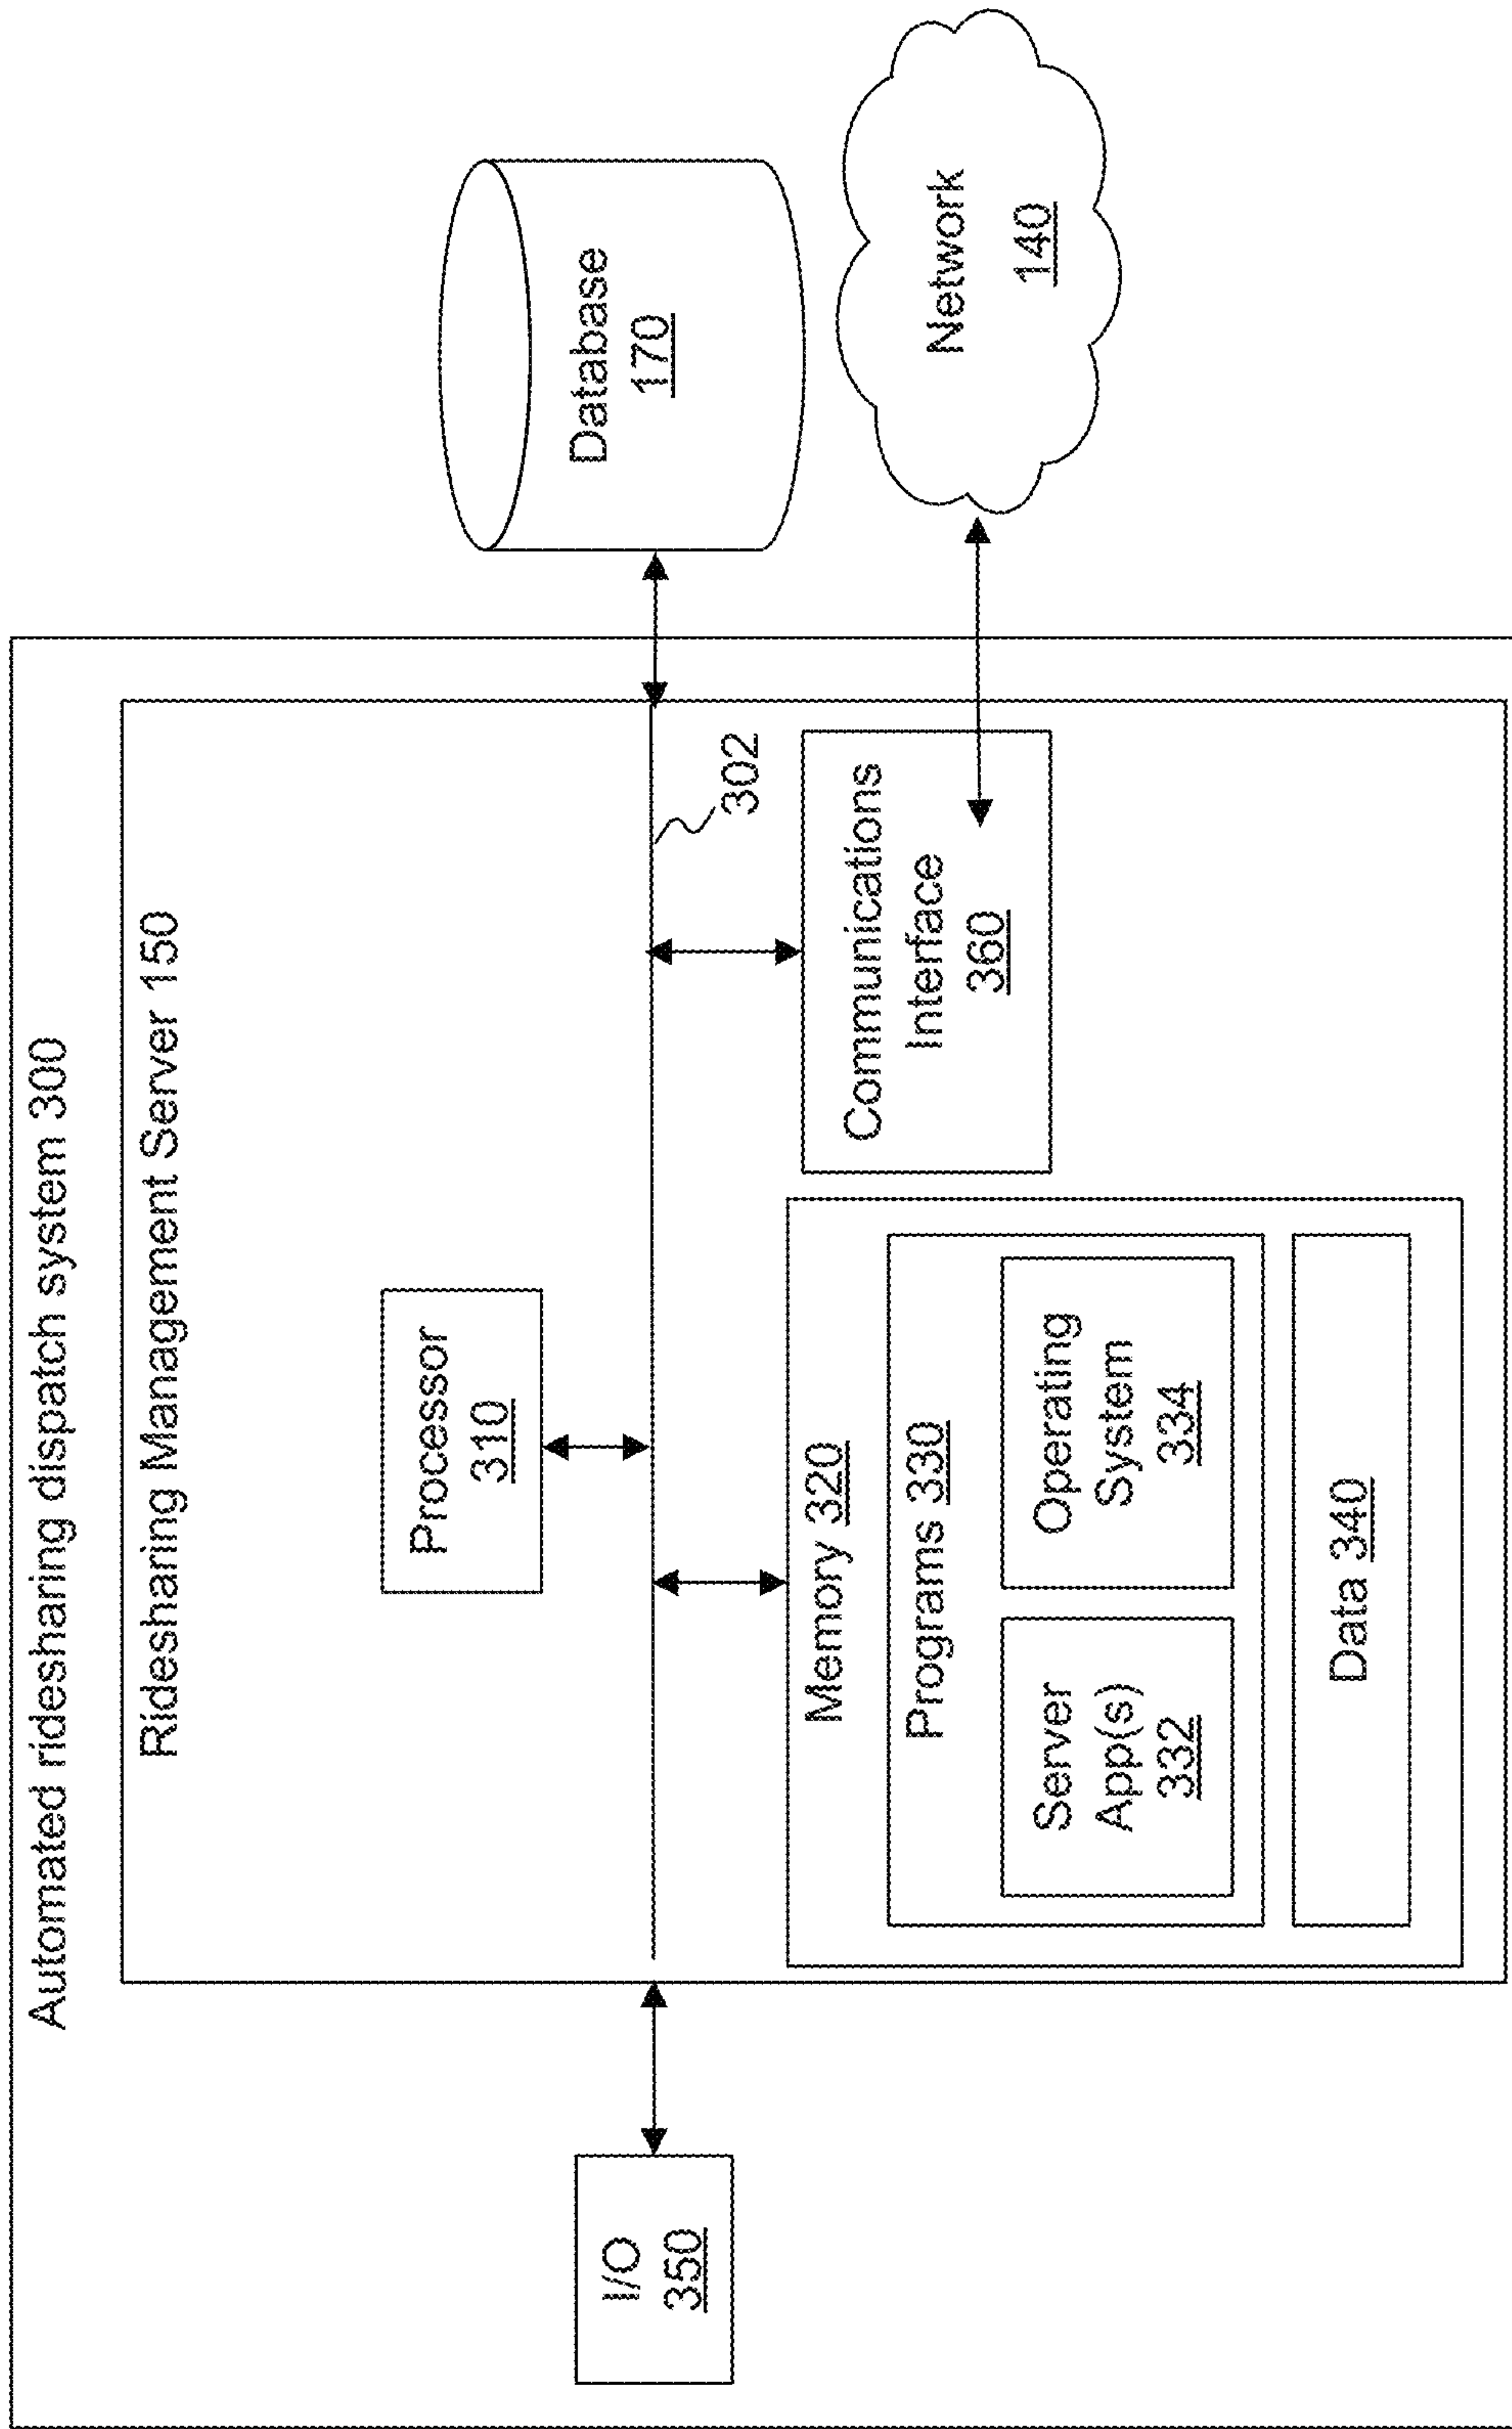 Automated ridesharing dispatch system 300
Ridesharing Management Server 150
Processor
310
I/O
350
302
Database
170
Memory 320
Programs 330
Server
App(s)
332
Operating
System
334
Data 340
Communications
Interface
360
Network
140